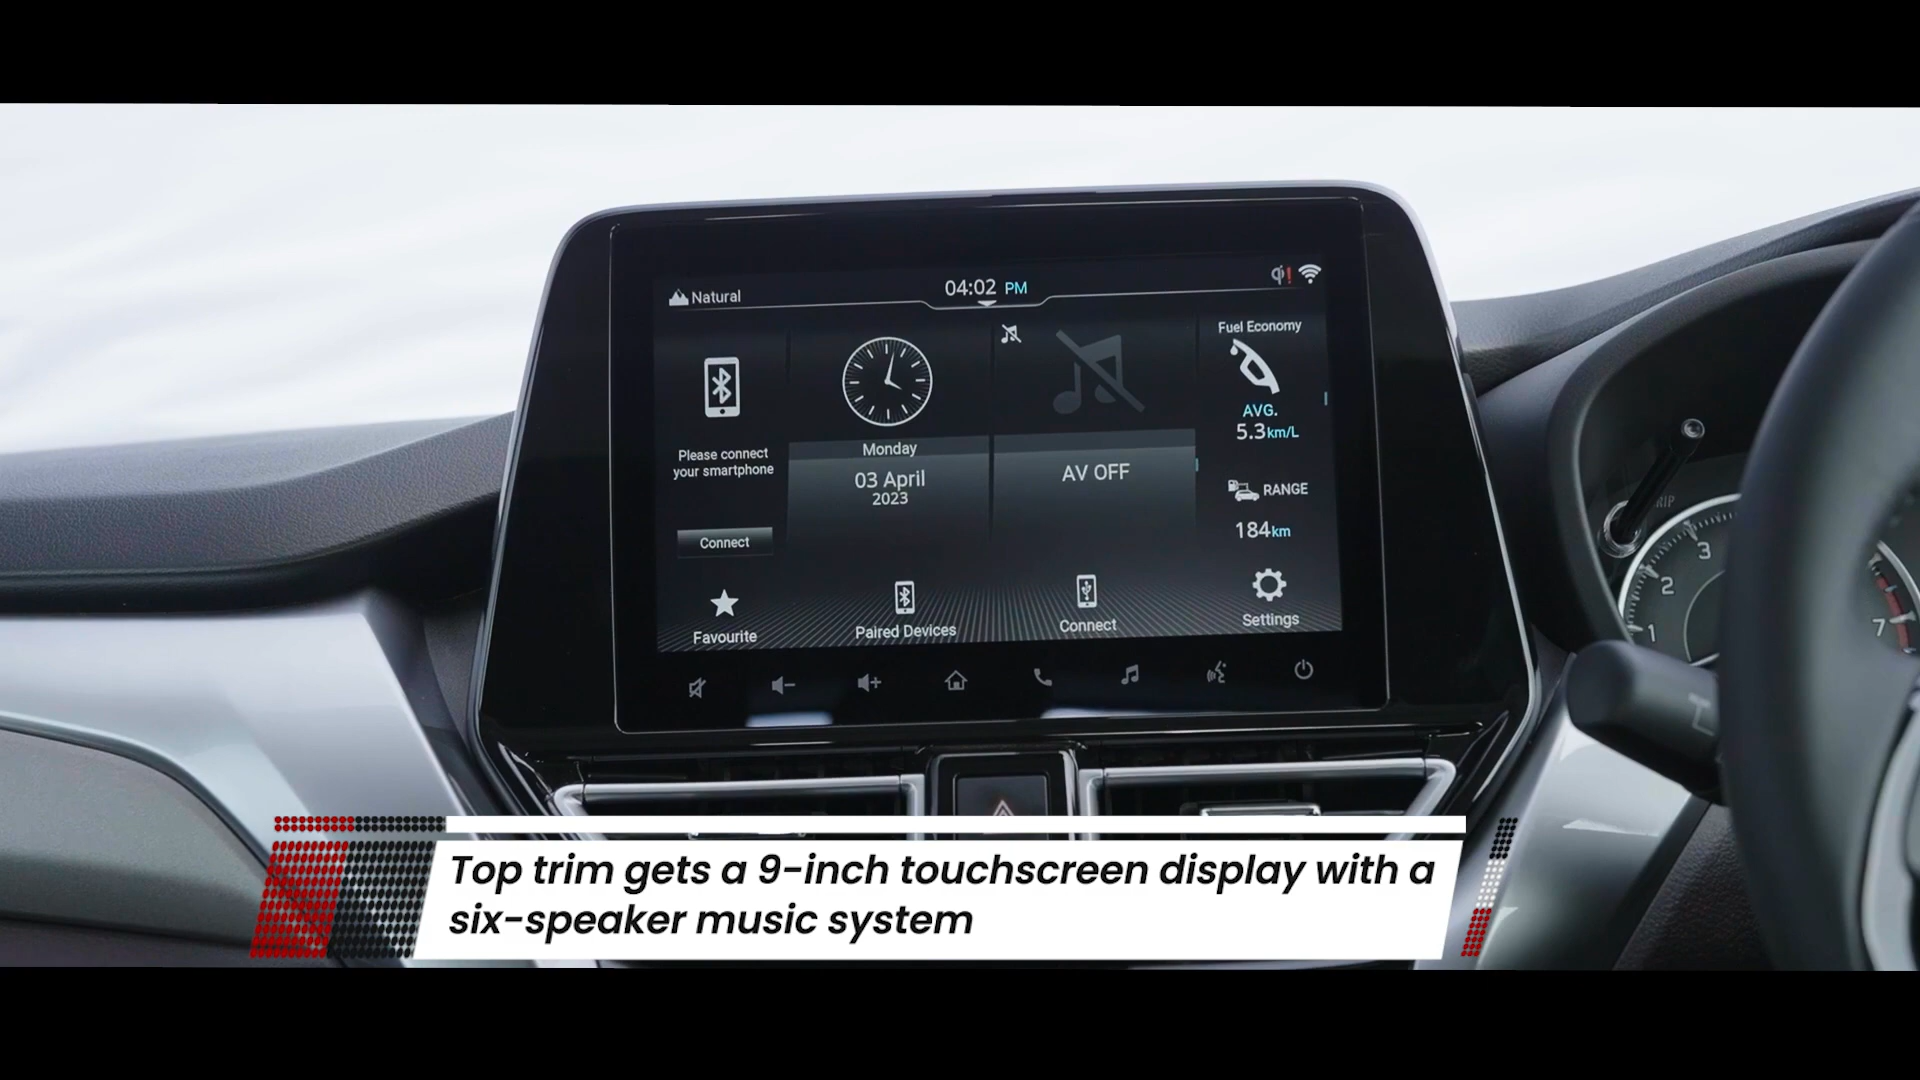 Natural
04:02 PM
Fuel Economy
AVG.
5.3km/L
Please connect
your smartphone
Monday
03 April
2023
AV OFF
RANGE
184km
Connect
Favourite
Paired Devices
Connect
Settings
TRIP
3
2
1
7
Top trim gets a 9-inch touchscreen display with a
six-speaker music system